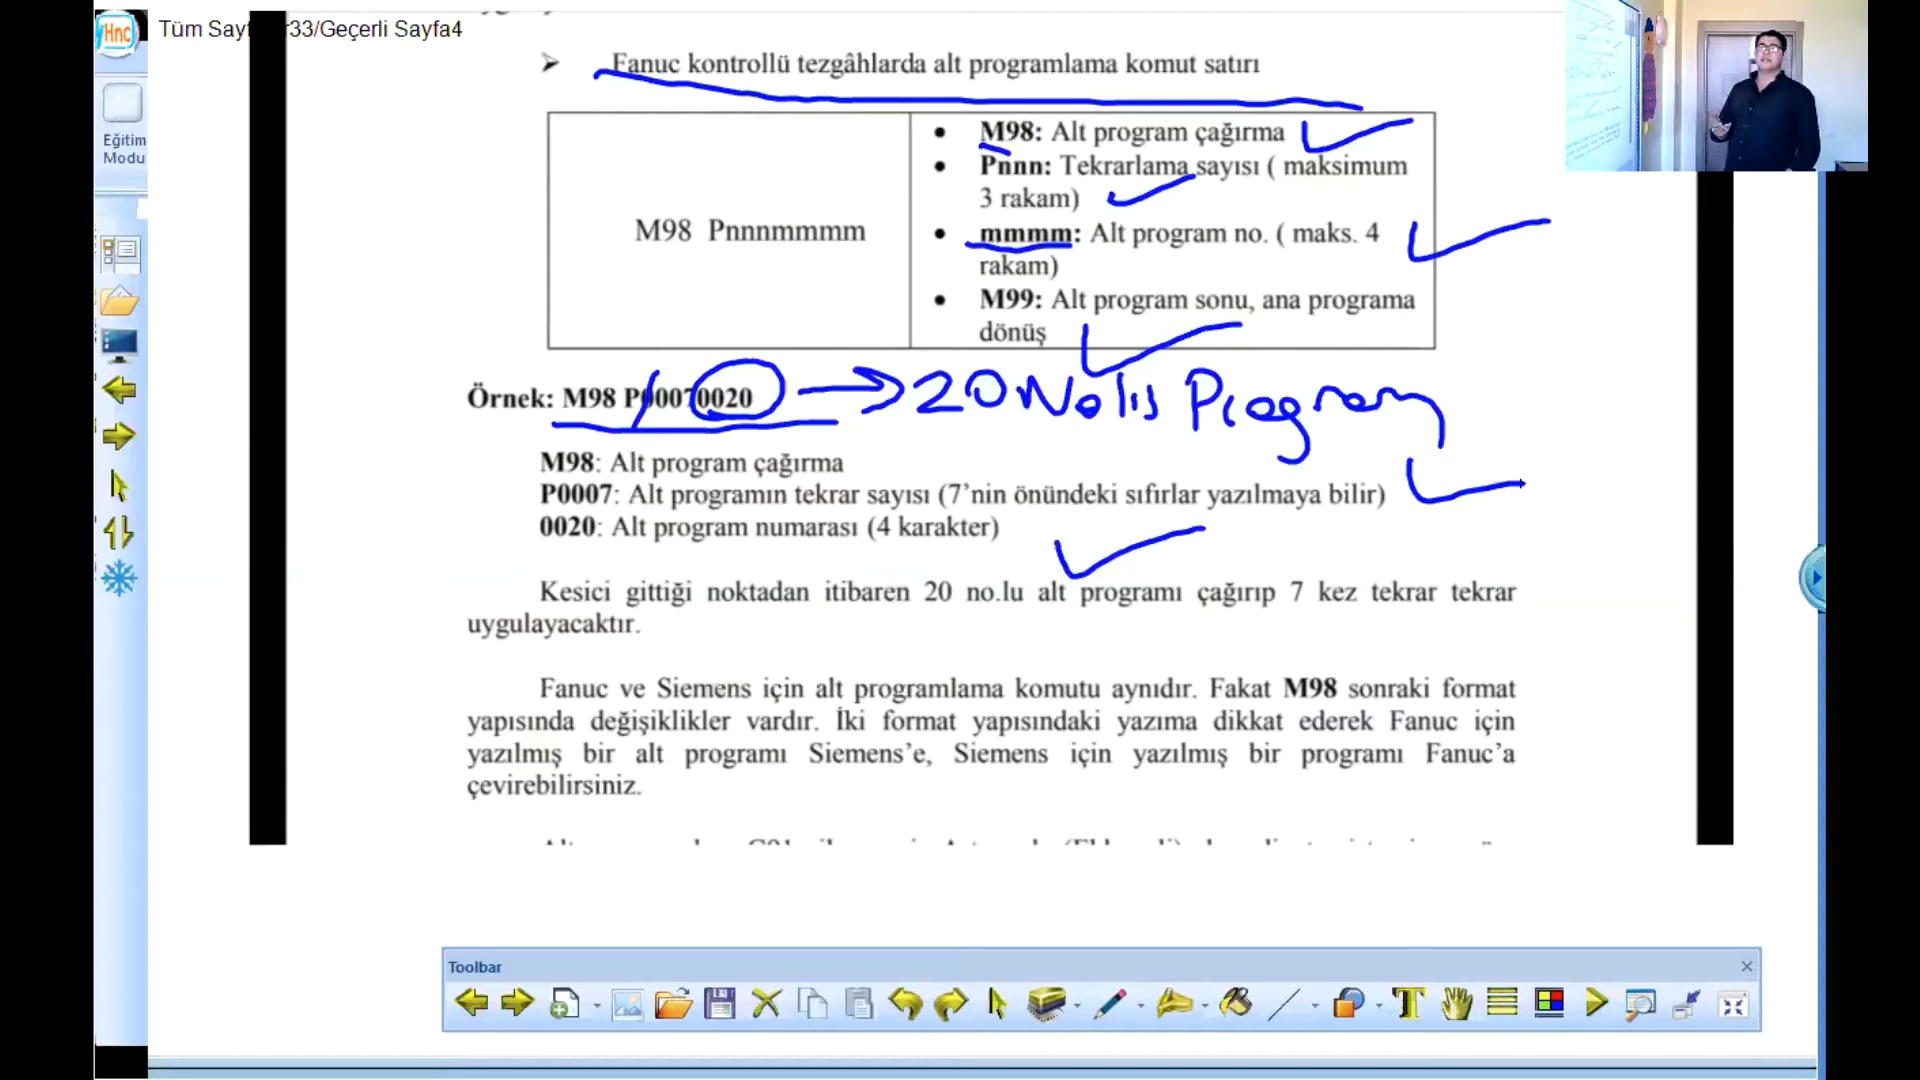 Hnc
Tüm Sayf r33/Geçerli Sayfa4
Eğitim
Modu
➤ Fanuc kontrollü tezgâhlarda alt programlama komut satırı
M98 Pnnnmmmm
• M98: Alt program çağırma
• Pnnn: Tekrarlama sayısı ( maksimum
3 rakam)
• mmmm: Alt program no. ( maks. 4
rakam)
• M99: Alt program sonu, ana programa
dönüş
Örnek: M98 P00070020
20 Nolu Program
M98: Alt program çağırma
P0007: Alt programın tekrar sayısı (7’nin önündeki sıfırlar yazılmaya bilir)
0020: Alt program numarası (4 karakter)
Kesici gittiği noktadan itibaren 20 no.lu alt programı çağırıp 7 kez tekrar tekrar
uygulayacaktır.
Fanuc ve Siemens için alt programlama komutu aynıdır. Fakat M98 sonraki format
yapısında değişiklikler vardır. İki format yapısındaki yazıma dikkat ederek Fanuc için
yazılmış bir alt programı Siemens’e, Siemens için yazılmış bir programı Fanuc’a
çevirebilirsiniz.
Toolbar